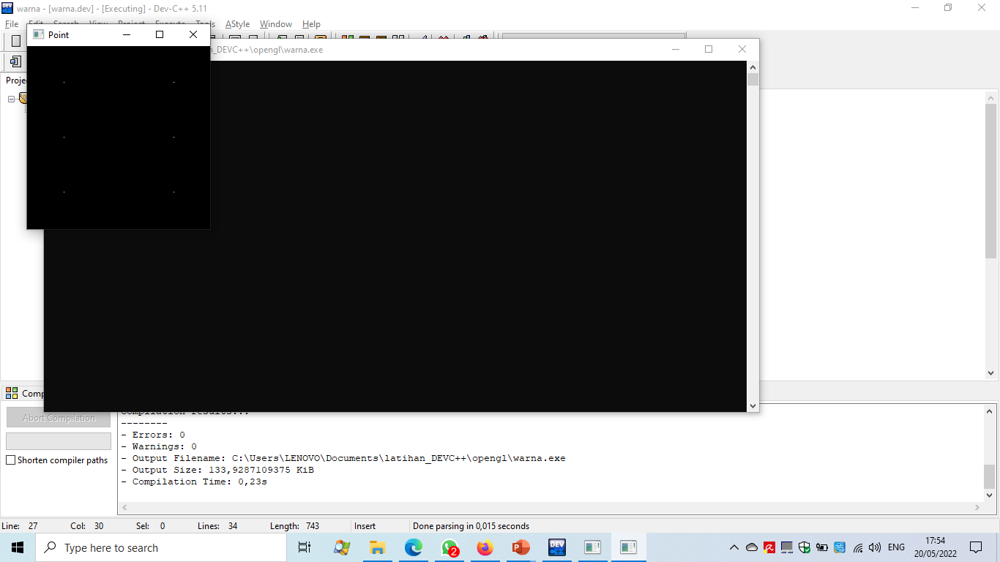 warna - [warna.dev] - [Executing] - Dev-C++ 5.11
File Edit Search View Project Execute Tools AStyle Window Help
Point
_DEVC++\opengl\warna.exe
Proje
Comp
Abort Compilation
Shorten compiler paths
Compilation results...
--------
- Errors: 0
- Warnings: 0
- Output Filename: C:\Users\LENOVO\Documents\latihan_DEVC++\opengl\warna.exe
- Output Size: 133,9287109375 KiB
- Compilation Time: 0,23s
Line: 27 Col: 30 Sel: 0 Lines: 34 Length: 743 Insert Done parsing in 0,015 seconds
Type here to search
2
DEV
ENG
17:54
20/05/2022